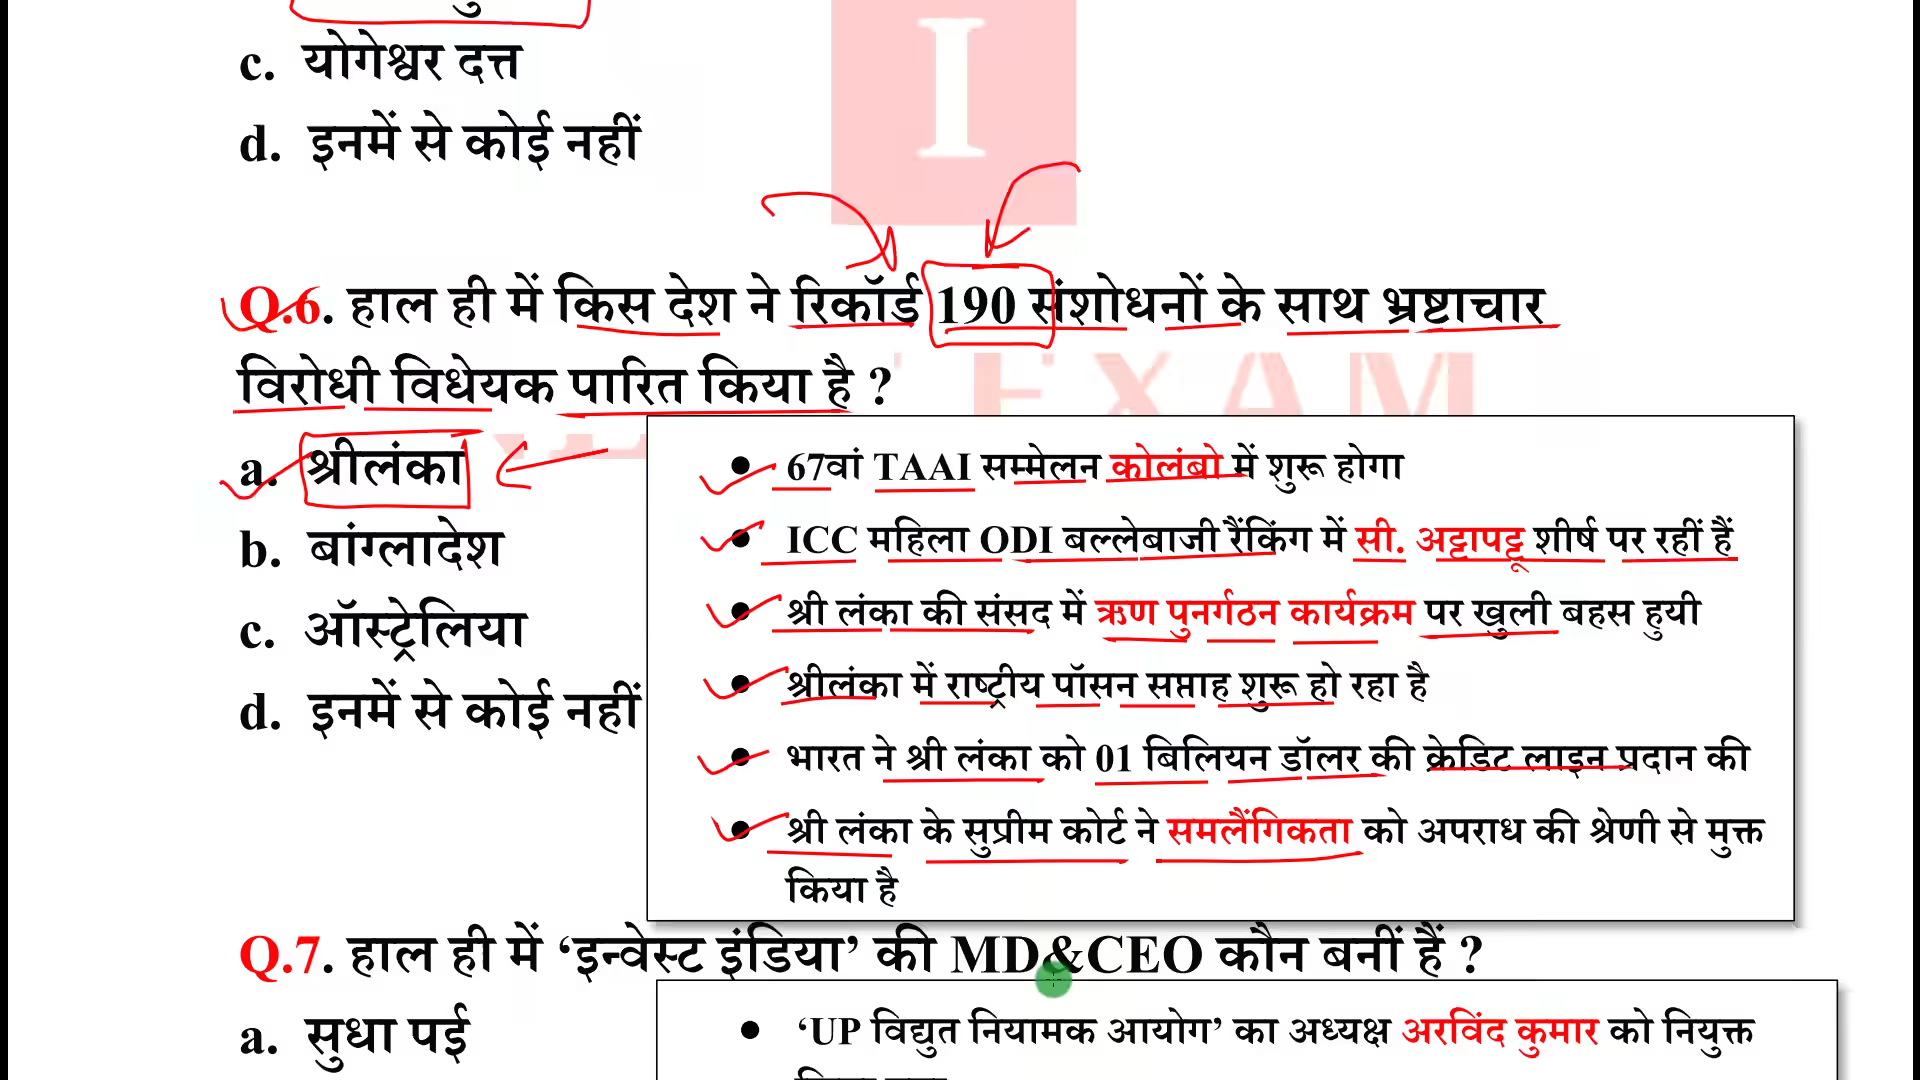 c. योगेश्वर दत्त
d. इनमें से कोई नहीं
I
Q.6. हाल ही में किस देश ने रिकॉर्ड 190 संशोधनों के साथ भ्रष्टाचार
विरोधी विधेयक पारित किया है ?
EXAM
a. श्रीलंका
b. बांग्लादेश
c. ऑस्ट्रेलिया
d. इनमें से कोई नहीं
• 67वां TAAI सम्मेलन कोलंबो में शुरू होगा
• ICC महिला ODI बल्लेबाजी रैंकिंग में सी. अट्टापट्टू शीर्ष पर रहीं हैं
• श्री लंका की संसद में ऋण पुनर्गठन कार्यक्रम पर खुली बहस हुयी
• श्रीलंका में राष्ट्रीय पॉसन सप्ताह शुरू हो रहा है
• भारत ने श्री लंका को 01 बिलियन डॉलर की क्रेडिट लाइन प्रदान की
• श्री लंका के सुप्रीम कोर्ट ने समलैंगिकता को अपराध की श्रेणी से मुक्त
किया है
Q.7. हाल ही में ‘इन्वेस्ट इंडिया’ की MD&CEO कौन बनीं हैं ?
a. सुधा पई
• ‘UP विद्युत नियामक आयोग’ का अध्यक्ष अरविंद कुमार को नियुक्त